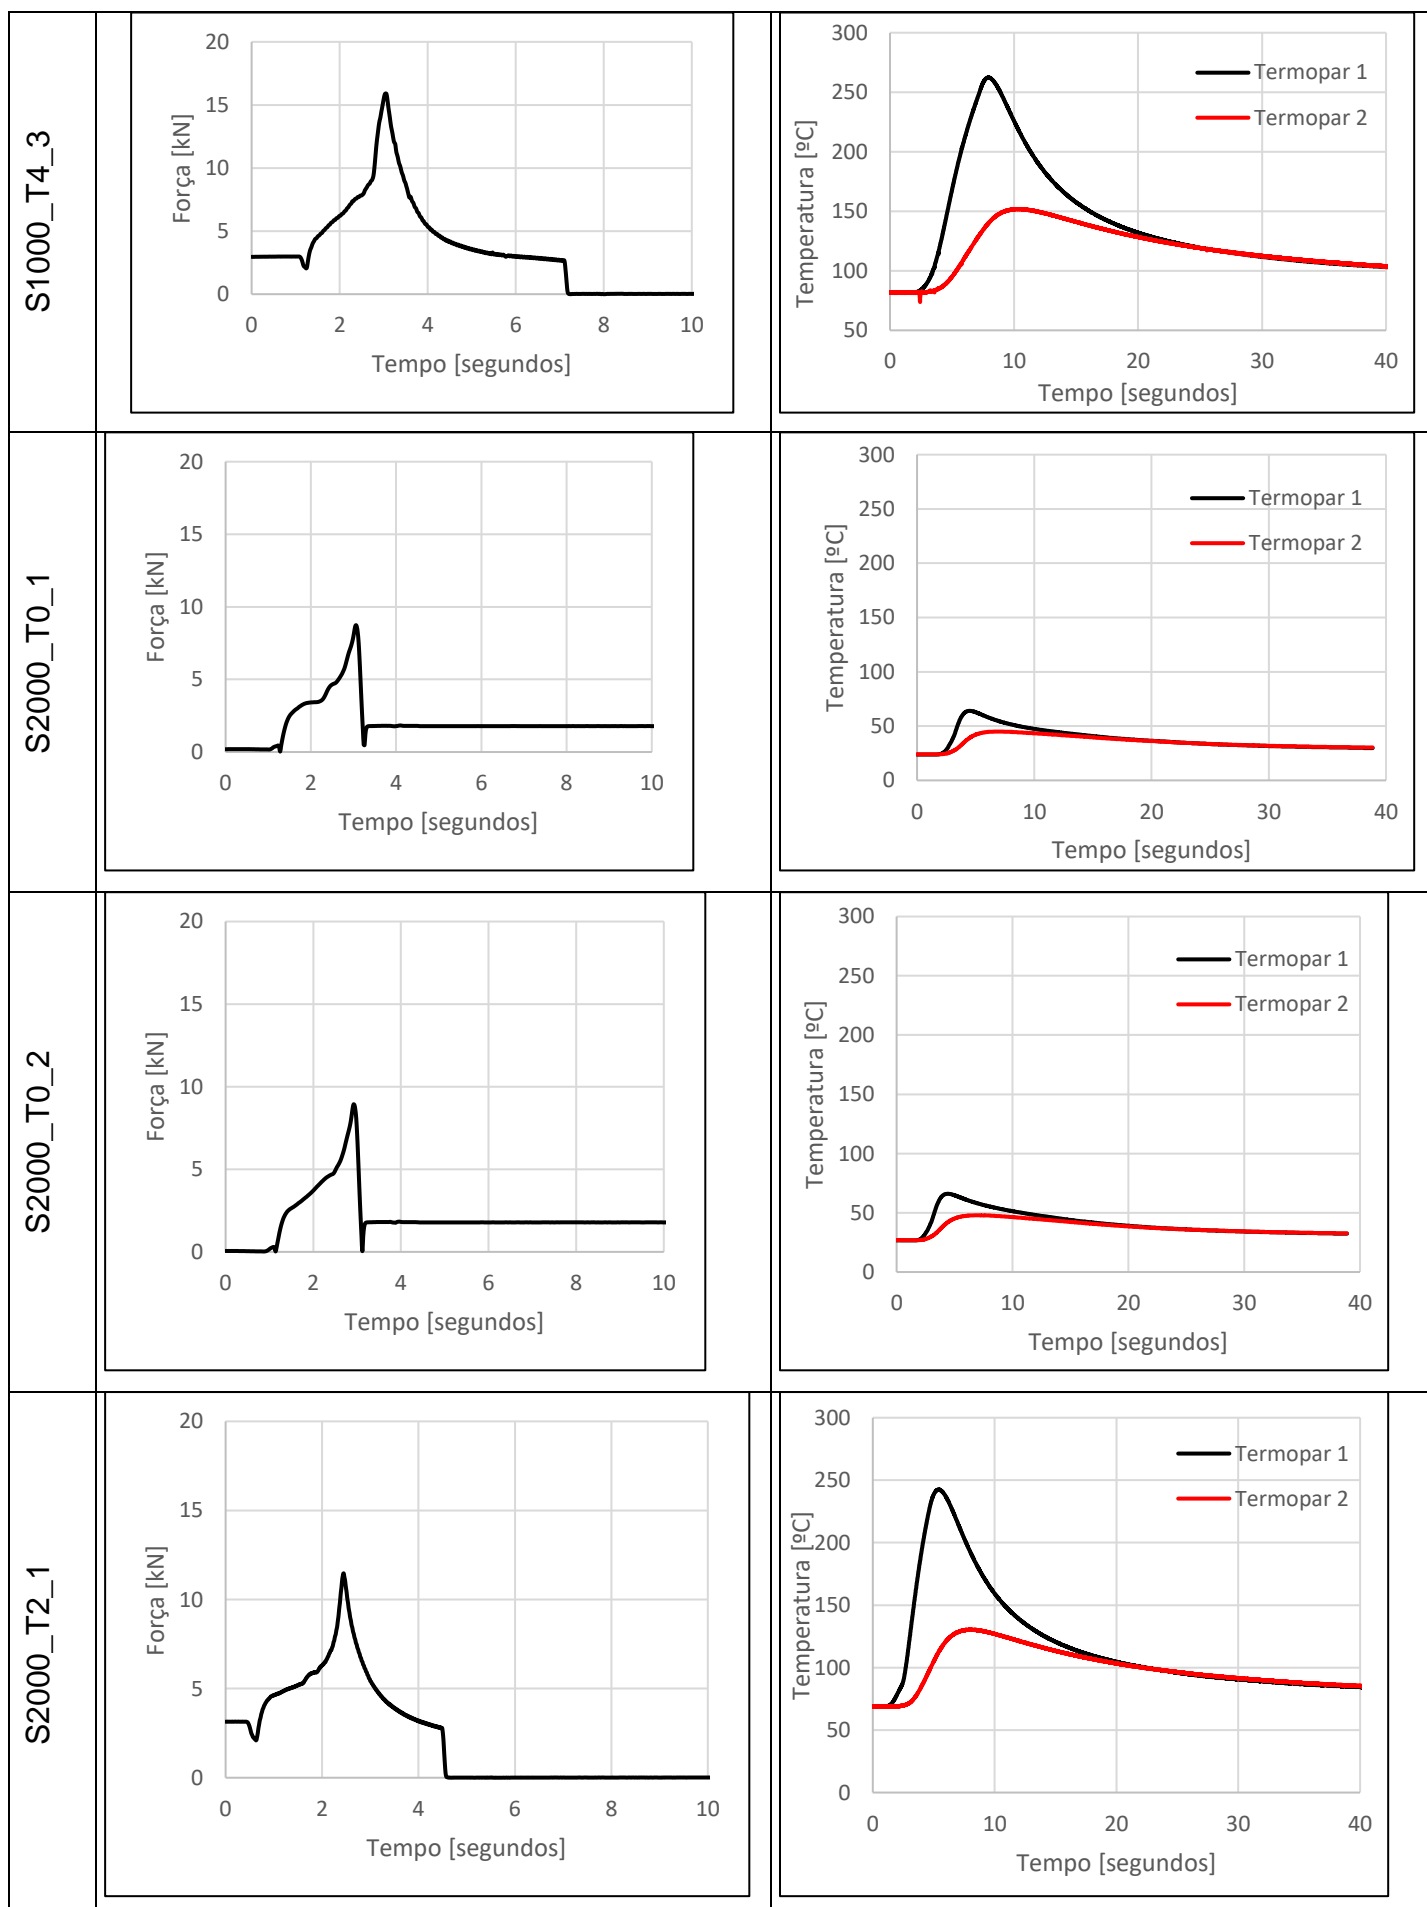 S1000_T4_3
20
15
10
5
0
Força [kN]
0 2 4 6 8 10
Tempo [segundos]
300
250
200
150
100
50
Temperatura [ºC]
Termopar 1
Termopar 2
0 10 20 30 40
Tempo [segundos]
S2000_T0_1
20
15
10
5
0
Força [kN]
0 2 4 6 8 10
Tempo [segundos]
300
250
200
150
100
50
0
Temperatura [ºC]
Termopar 1
Termopar 2
0 10 20 30 40
Tempo [segundos]
S2000_T0_2
20
15
10
5
0
Força [kN]
0 2 4 6 8 10
Tempo [segundos]
300
250
200
150
100
50
0
Temperatura [ºC]
Termopar 1
Termopar 2
0 10 20 30 40
Tempo [segundos]
S2000_T2_1
20
15
10
5
0
Força [kN]
0 2 4 6 8 10
Tempo [segundos]
300
250
200
150
100
50
0
Temperatura [ºC]
Termopar 1
Termopar 2
0 10 20 30 40
Tempo [segundos]